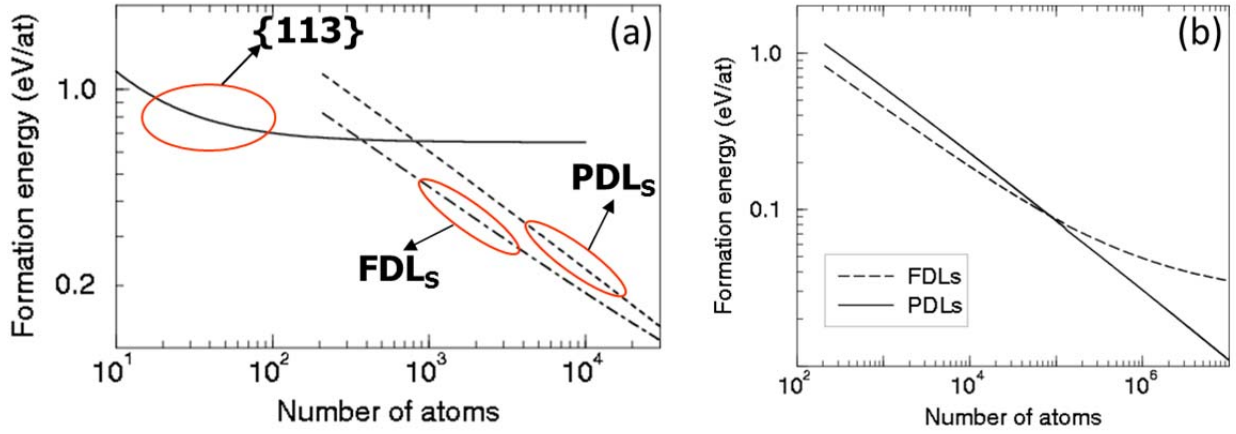 (a)
{113}
Formation energy (eV/at)
1.0
0.2
PDLS
FDLS
10¹ 10² 10³ 10⁴
Number of atoms
(b)
Formation energy (eV/at)
1.0
0.1
FDLs
PDLs
10² 10⁴ 10⁶
Number of atoms